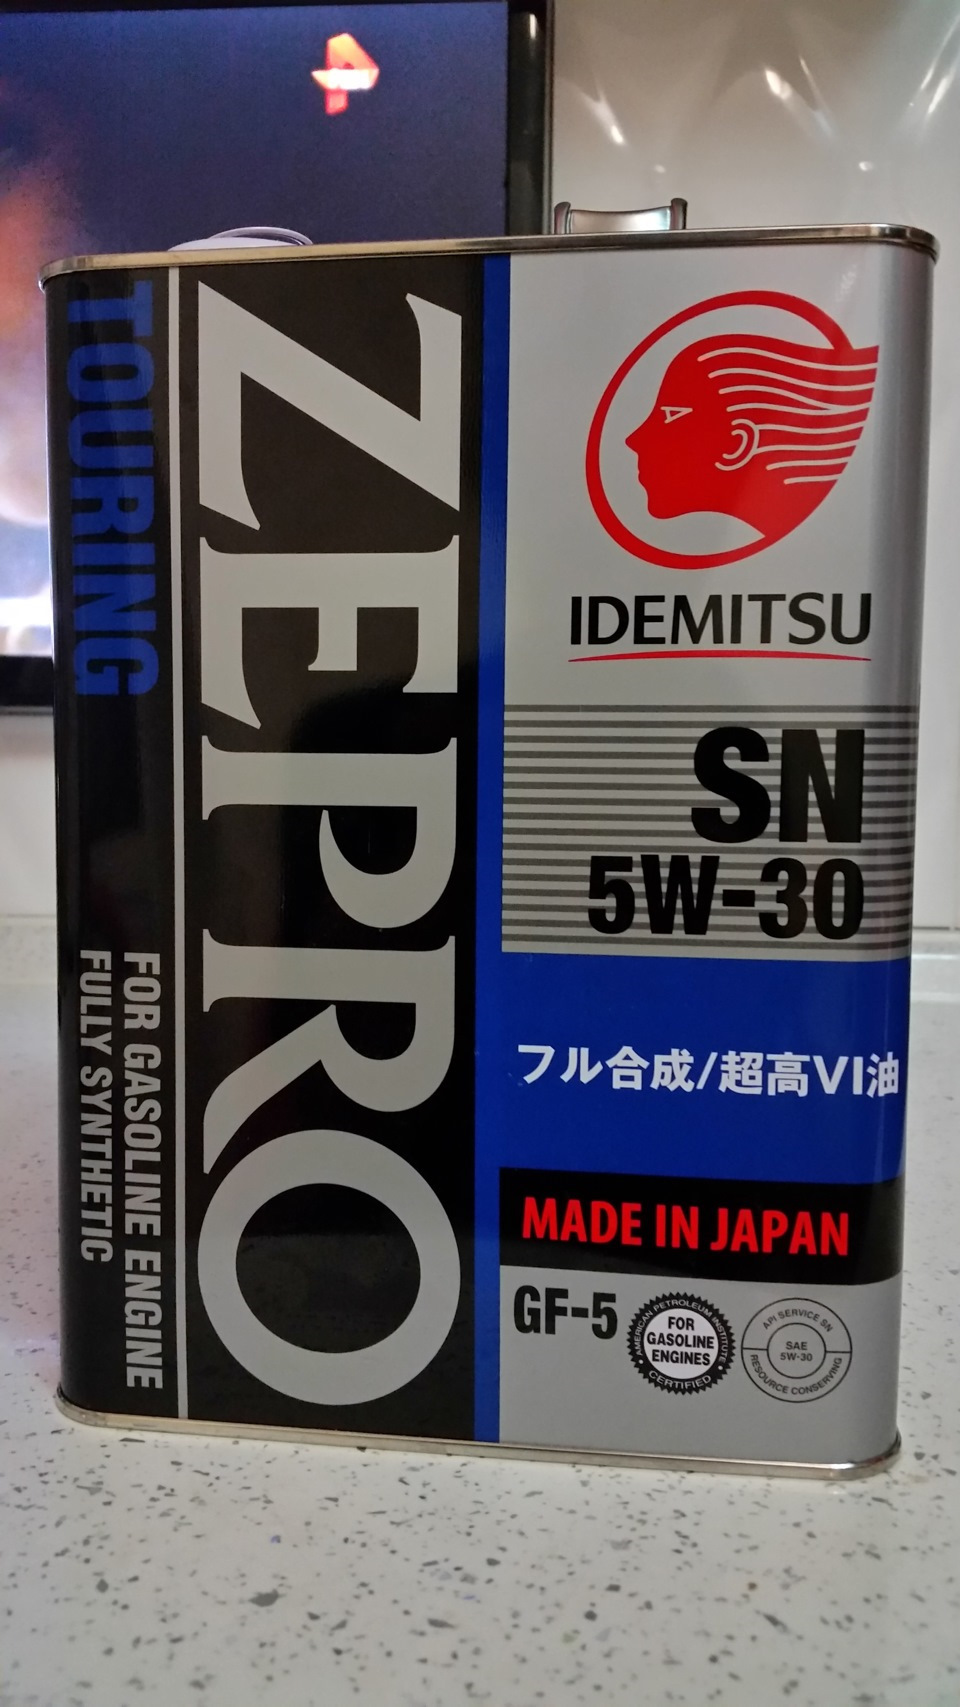 TOURING
ZEPRO
FOR GASOLINE ENGINE
FULLY SYNTHETIC
IDEMITSU
SN
5W-30
フル合成/超高VI油
MADE IN JAPAN
GF-5
AMERICAN PETROLEUM INSTITUTE
FOR
GASOLINE
ENGINES
CERTIFIED
API SERVICE SN
SAE
5W-30
RESOURCE CONSERVING